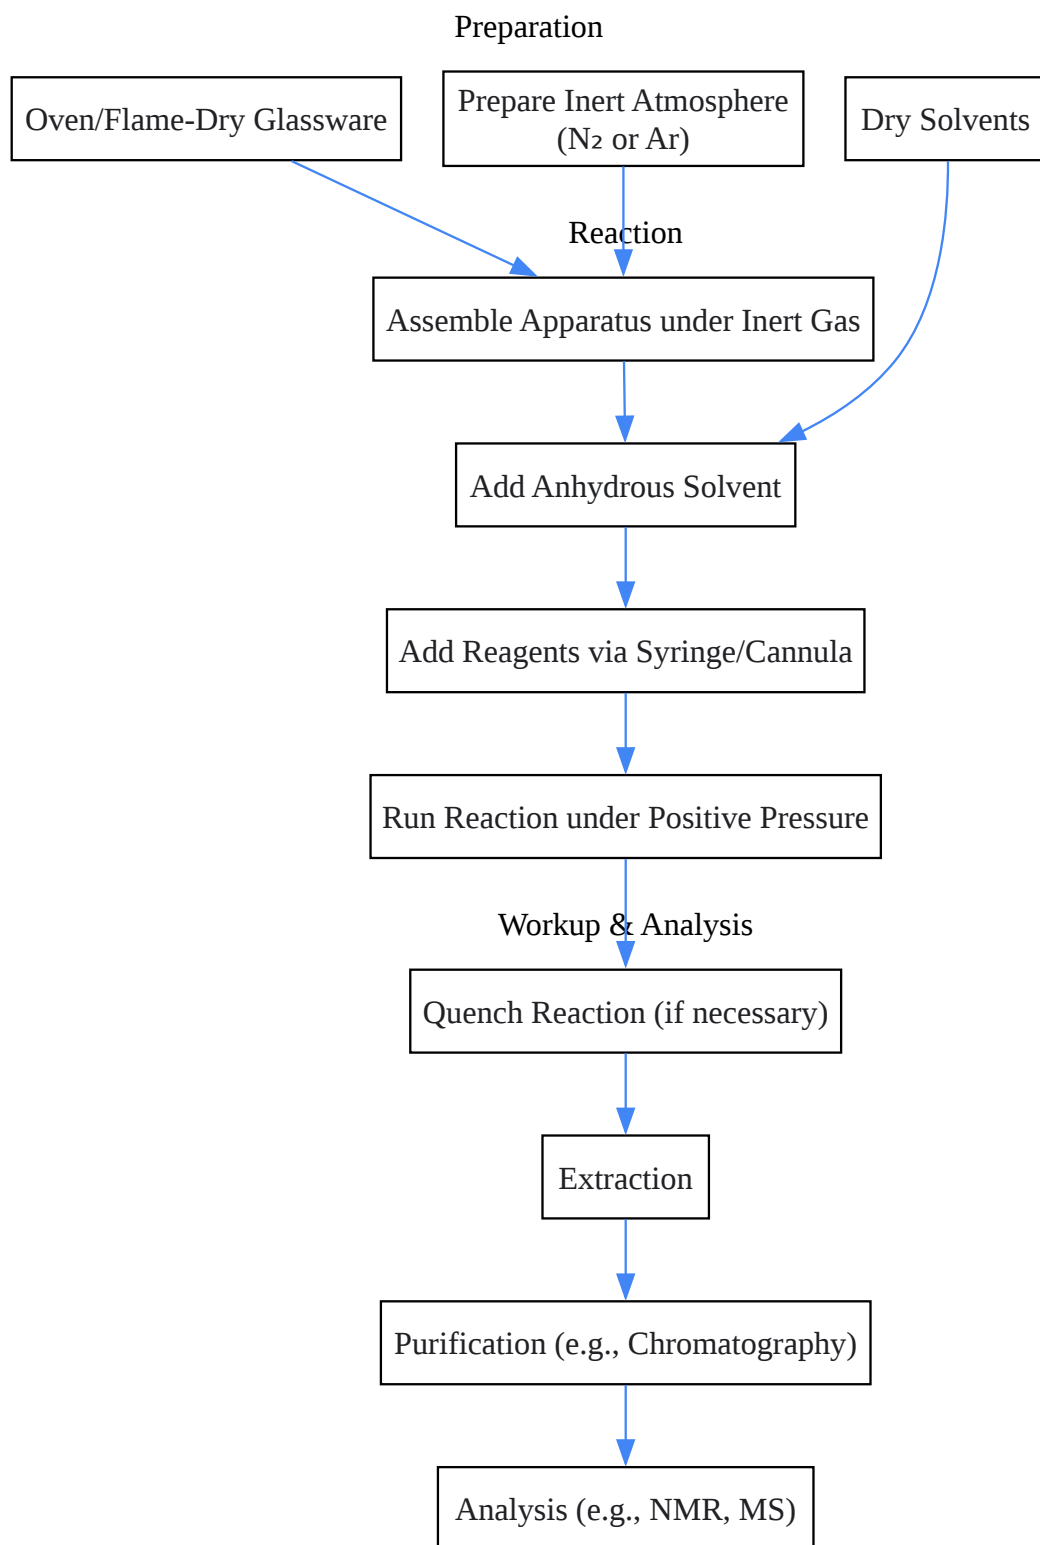 Preparation
Oven/Flame-Dry Glassware
Prepare Inert Atmosphere
(N₂ or Ar)
Dry Solvents
Reaction
Assemble Apparatus under Inert Gas
Add Anhydrous Solvent
Add Reagents via Syringe/Cannula
Run Reaction under Positive Pressure
Workup & Analysis
Quench Reaction (if necessary)
Extraction
Purification (e.g., Chromatography)
Analysis (e.g., NMR, MS)